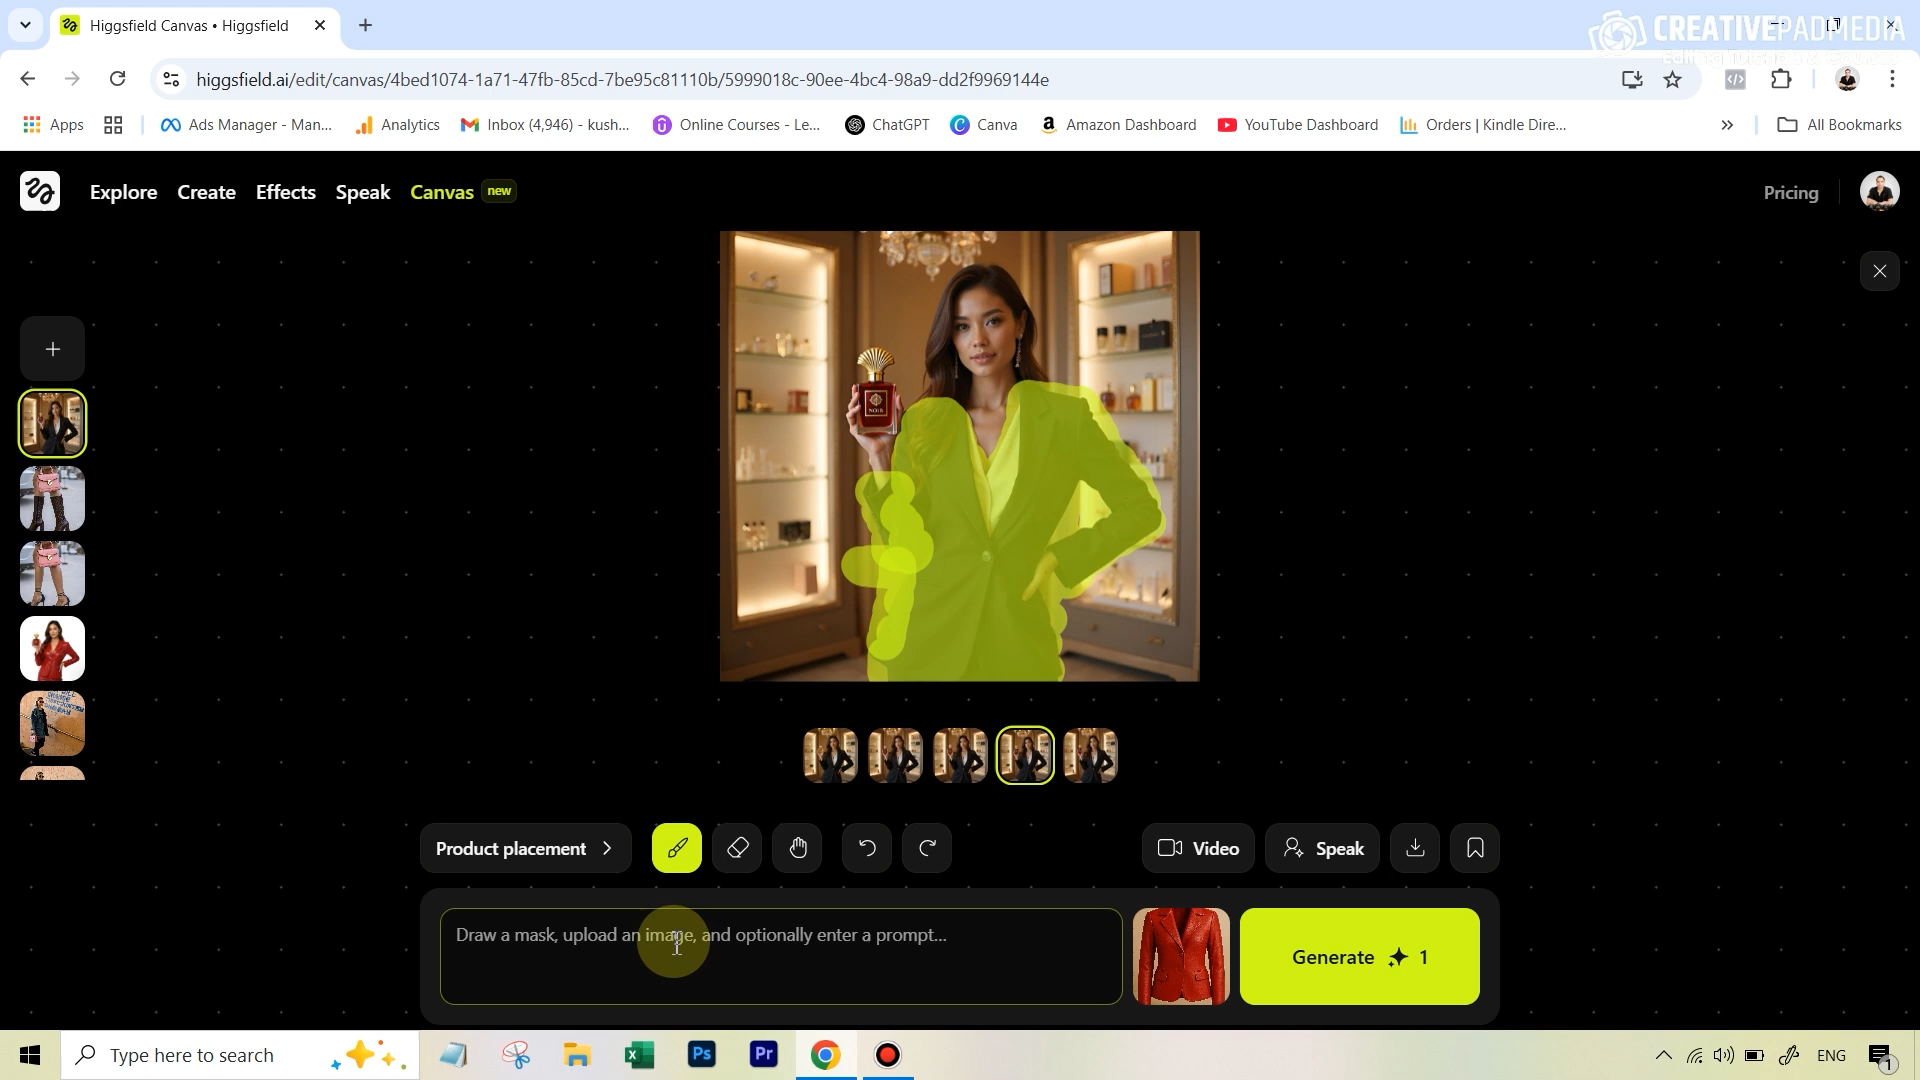 Higgsfield Canvas • Higgsfield
CREATIVEPADMEDIA
higgsfield.ai/edit/canvas/4bed1074-1a71-47fb-85cd-7be95c81110b/5999018c-90ee-4bc4-98a9-dd2f9969144e
Apps
Ads Manager - Man...
Analytics
Inbox (4,946) - kush...
Online Courses - Le...
ChatGPT
Canva
Amazon Dashboard
YouTube Dashboard
Orders | Kindle Dire...
All Bookmarks
Explore
Create
Effects
Speak
Canvas
new
Pricing
NOIR
Product placement
Video
Speak
Draw a mask, upload an image, and optionally enter a prompt...
Generate 1
Type here to search
Ps
Pr
ENG
1